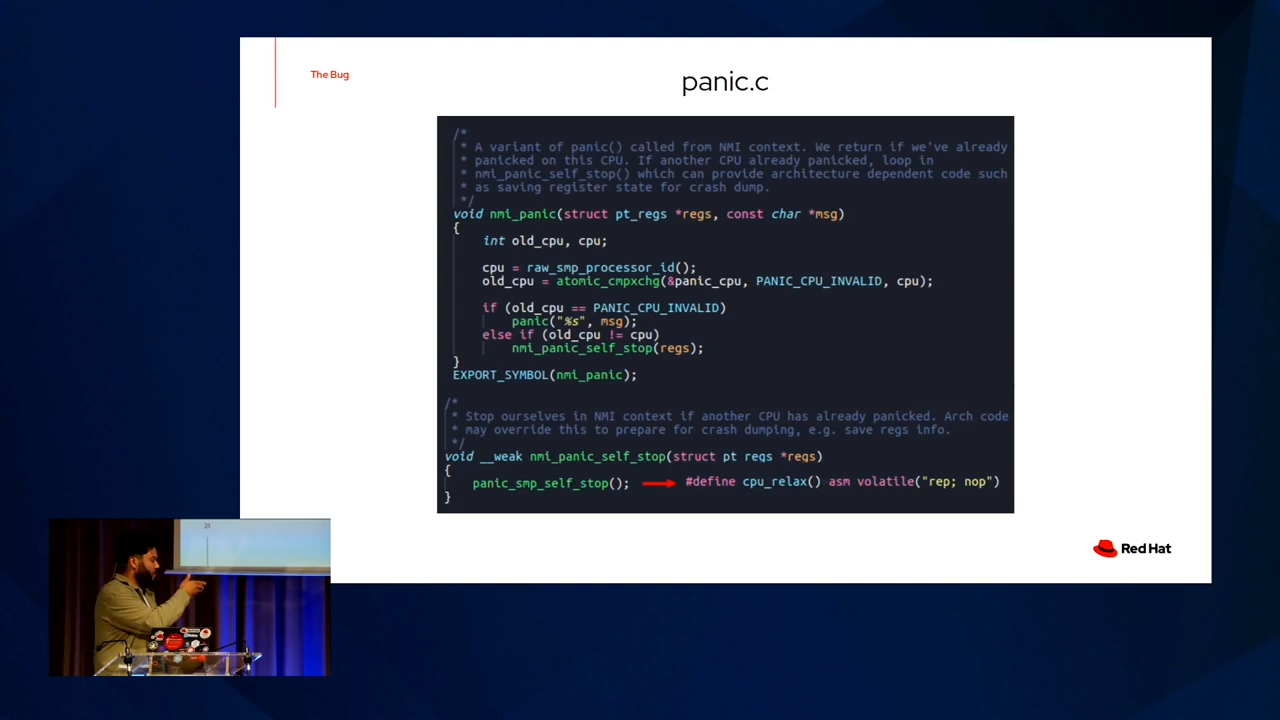 The Bug
panic.c
/*
* A variant of panic() called from NMI context. We return if we've already
* panicked on this CPU. If another CPU already panicked, loop in
* nmi_panic_self_stop() which can provide architecture dependent code such
* as saving register state for crash dump.
*/
void nmi_panic(struct pt_regs *regs, const char *msg)
{
int old_cpu, cpu;
cpu = raw_smp_processor_id();
old_cpu = atomic_cmpxchg(&panic_cpu, PANIC_CPU_INVALID, cpu);
if (old_cpu == PANIC_CPU_INVALID)
panic("%s", msg);
else if (old_cpu != cpu)
nmi_panic_self_stop(regs);
}
EXPORT_SYMBOL(nmi_panic);
/*
* Stop ourselves in NMI context if another CPU has already panicked. Arch code
* may override this to prepare for crash dumping, e.g. save regs info.
*/
void __weak nmi_panic_self_stop(struct pt_regs *regs)
{
panic_smp_self_stop(); #define cpu_relax() asm volatile("rep; nop")
}
Red Hat
21